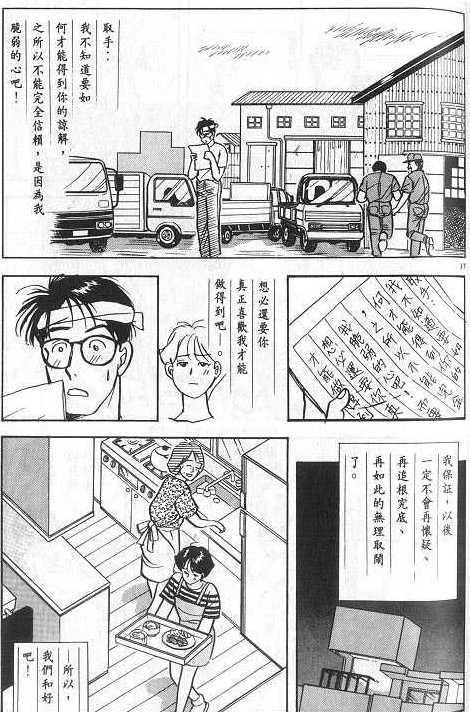 取手：
我不知道要如
何才能得到你的諒解，
之所以不能完全信賴，是因為我
脆弱的心吧！
17
取手：
想必還要你
真正喜歡我才能
做得到吧—。
我保証，以後
一定不會再懷疑、
再追根究底、
再如此的無理取鬧
了。
—所以，
我們和好
吧！